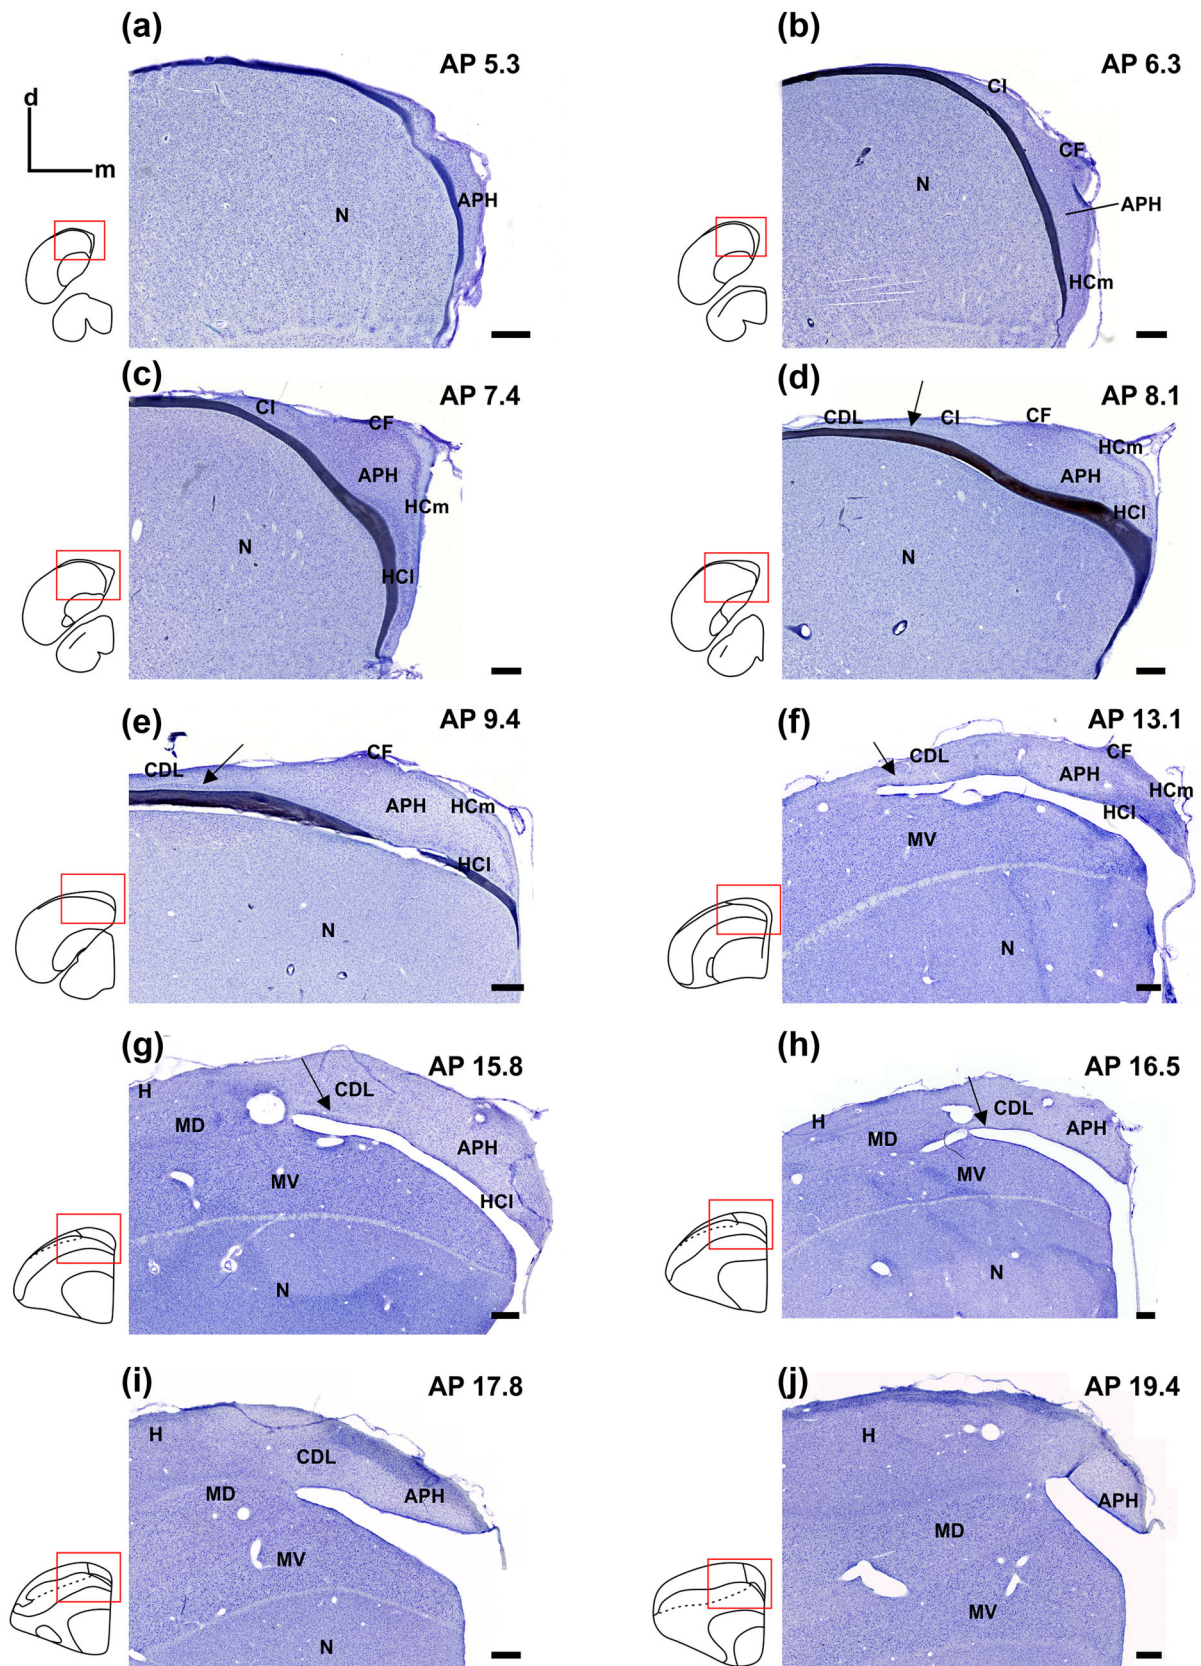 (a)
AP 5.3
d
m
N
APH
(b)
AP 6.3
CI
CF
N
APH
HCm
(c)
AP 7.4
CI
CF
APH
HCm
N
HCl
(d)
AP 8.1
CDL
CI
CF
HCm
APH
HCl
N
(e)
AP 9.4
CF
CDL
APH
HCm
HCl
N
(f)
AP 13.1
CDL
CF
APH
HCm
HCl
MV
N
(g)
AP 15.8
H
CDL
MD
APH
MV
HCl
N
(h)
AP 16.5
H
CDL
APH
MD
MV
N
(i)
AP 17.8
H
CDL
MD
APH
MV
N
(j)
AP 19.4
H
APH
MD
MV